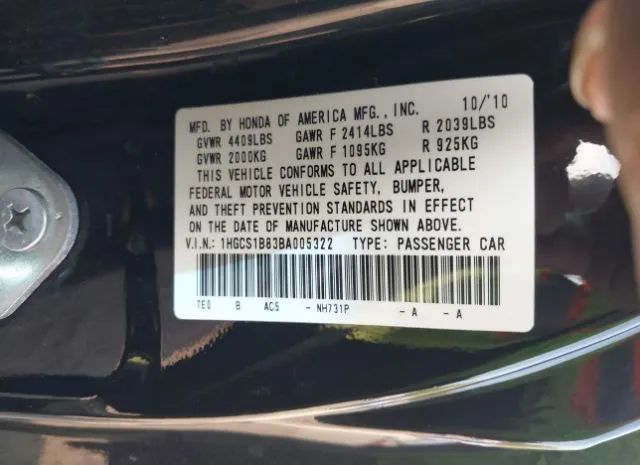 MFD. BY HONDA OF AMERICA MFG., INC. 10/'10
GVWR 4409LBS GAWR F 2414LBS R 2039LBS
GVWR 2000KG GAWR F 1095KG R 925KG
THIS VEHICLE CONFORMS TO ALL APPLICABLE
FEDERAL MOTOR VEHICLE SAFETY, BUMPER,
AND THEFT PREVENTION STANDARDS IN EFFECT
ON THE DATE OF MANUFACTURE SHOWN ABOVE.
V.I.N.: 1HGCS1B83BA005322 TYPE: PASSENGER CAR
TE0 B AC5 - NH731P - A - A